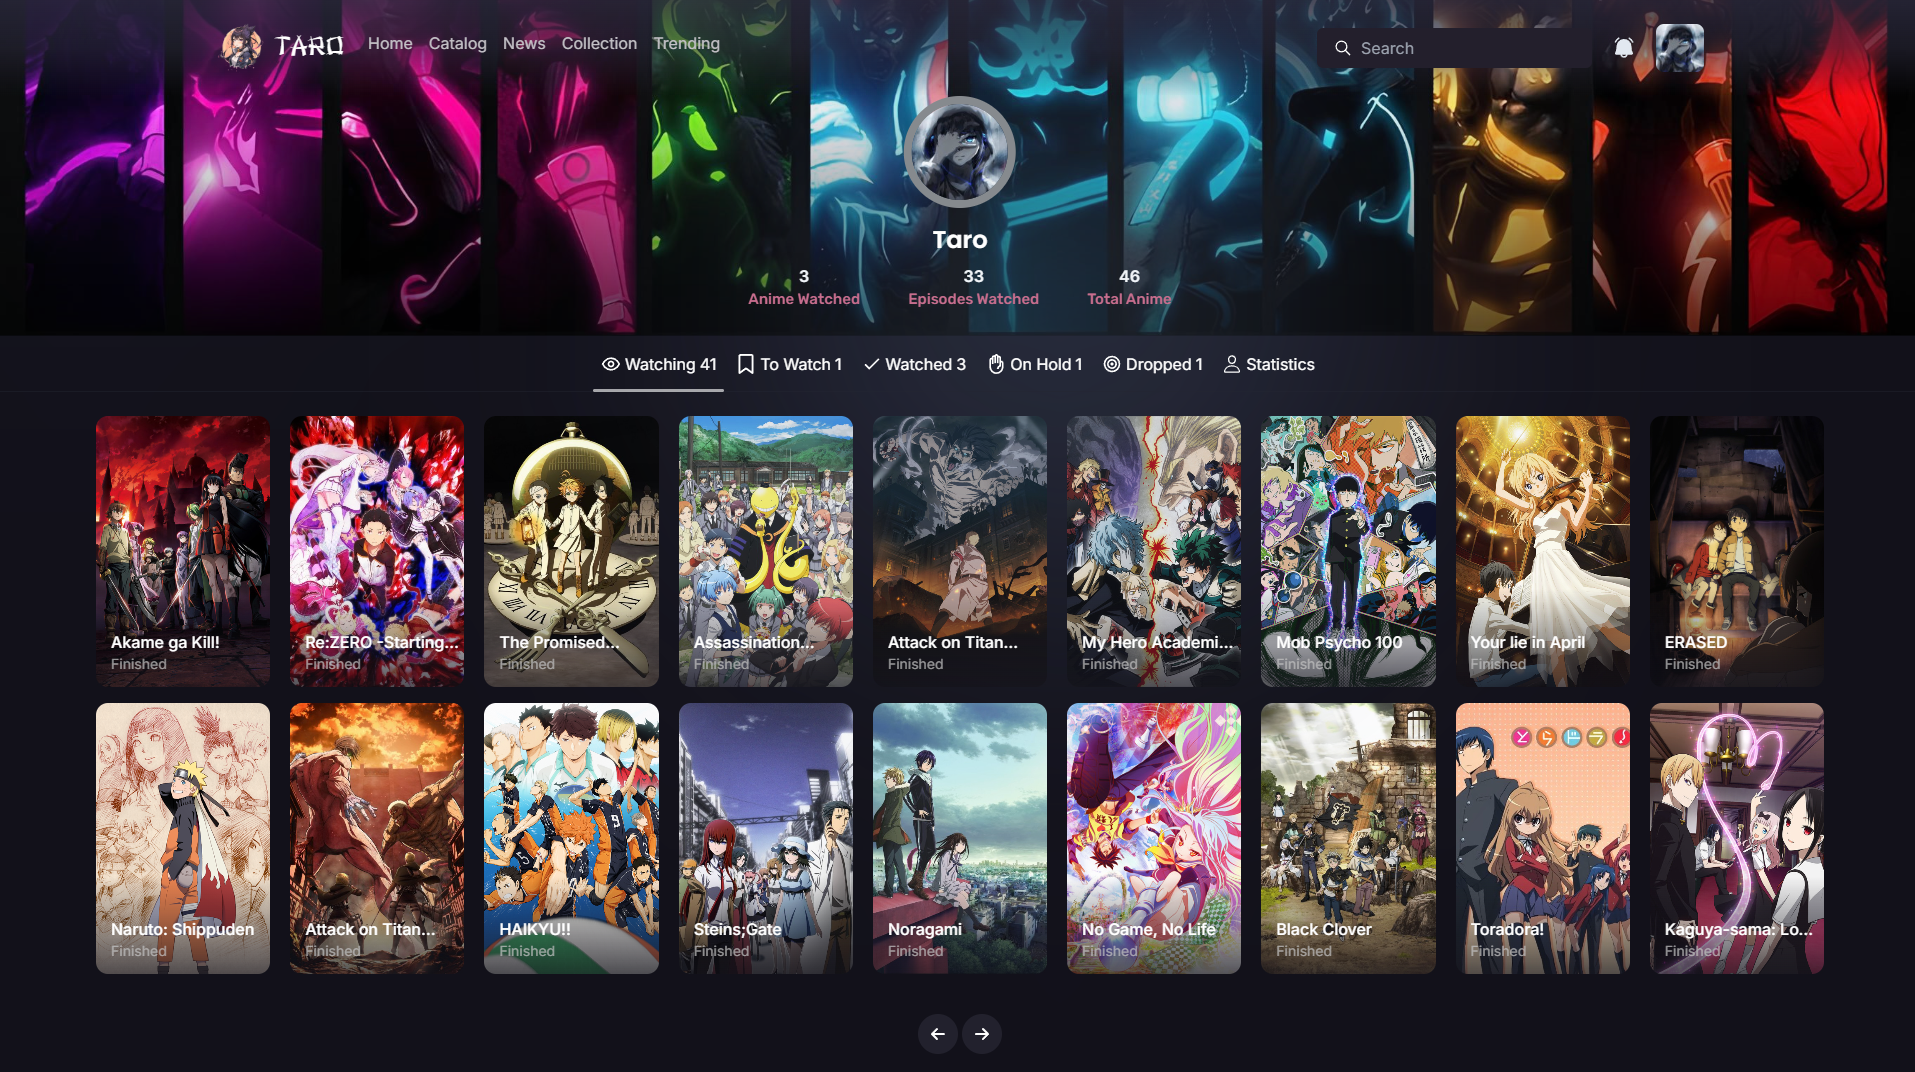 TARO
Home Catalog News Collection Trending
Search
Taro
3 33 46
Anime Watched Episodes Watched Total Anime
Watching 41 To Watch 1 Watched 3 On Hold 1 Dropped 1 Statistics
Akame ga Kill! Re:ZERO -Starting... The Promised... Assassination... Attack on Titan... My Hero Academi... Mob Psycho 100 Your lie in April ERASED
Finished Finished Finished Finished Finished Finished Finished Finished Finished
とらドラ!
Naruto: Shippuden Attack on Titan... HAIKYU!! Steins;Gate Noragami No Game, No Life Black Clover Toradora! Kaguya-sama: Lo...
Finished Finished Finished Finished Finished Finished Finished Finished Finished